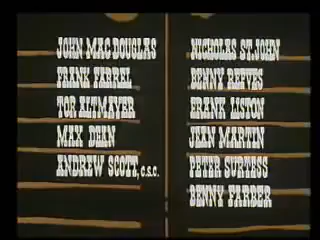 JOHN MAC DOUGLAS
FRANK FARREL
TOR ALTMAYER
MAX DEAN
ANDREW SCOTT, C.S.C.
NICHOLAS ST. JOHN
BENNY REEVES
FRANK LISTON
JEAN MARTIN
PETER SURTESS
BENNY FARBER